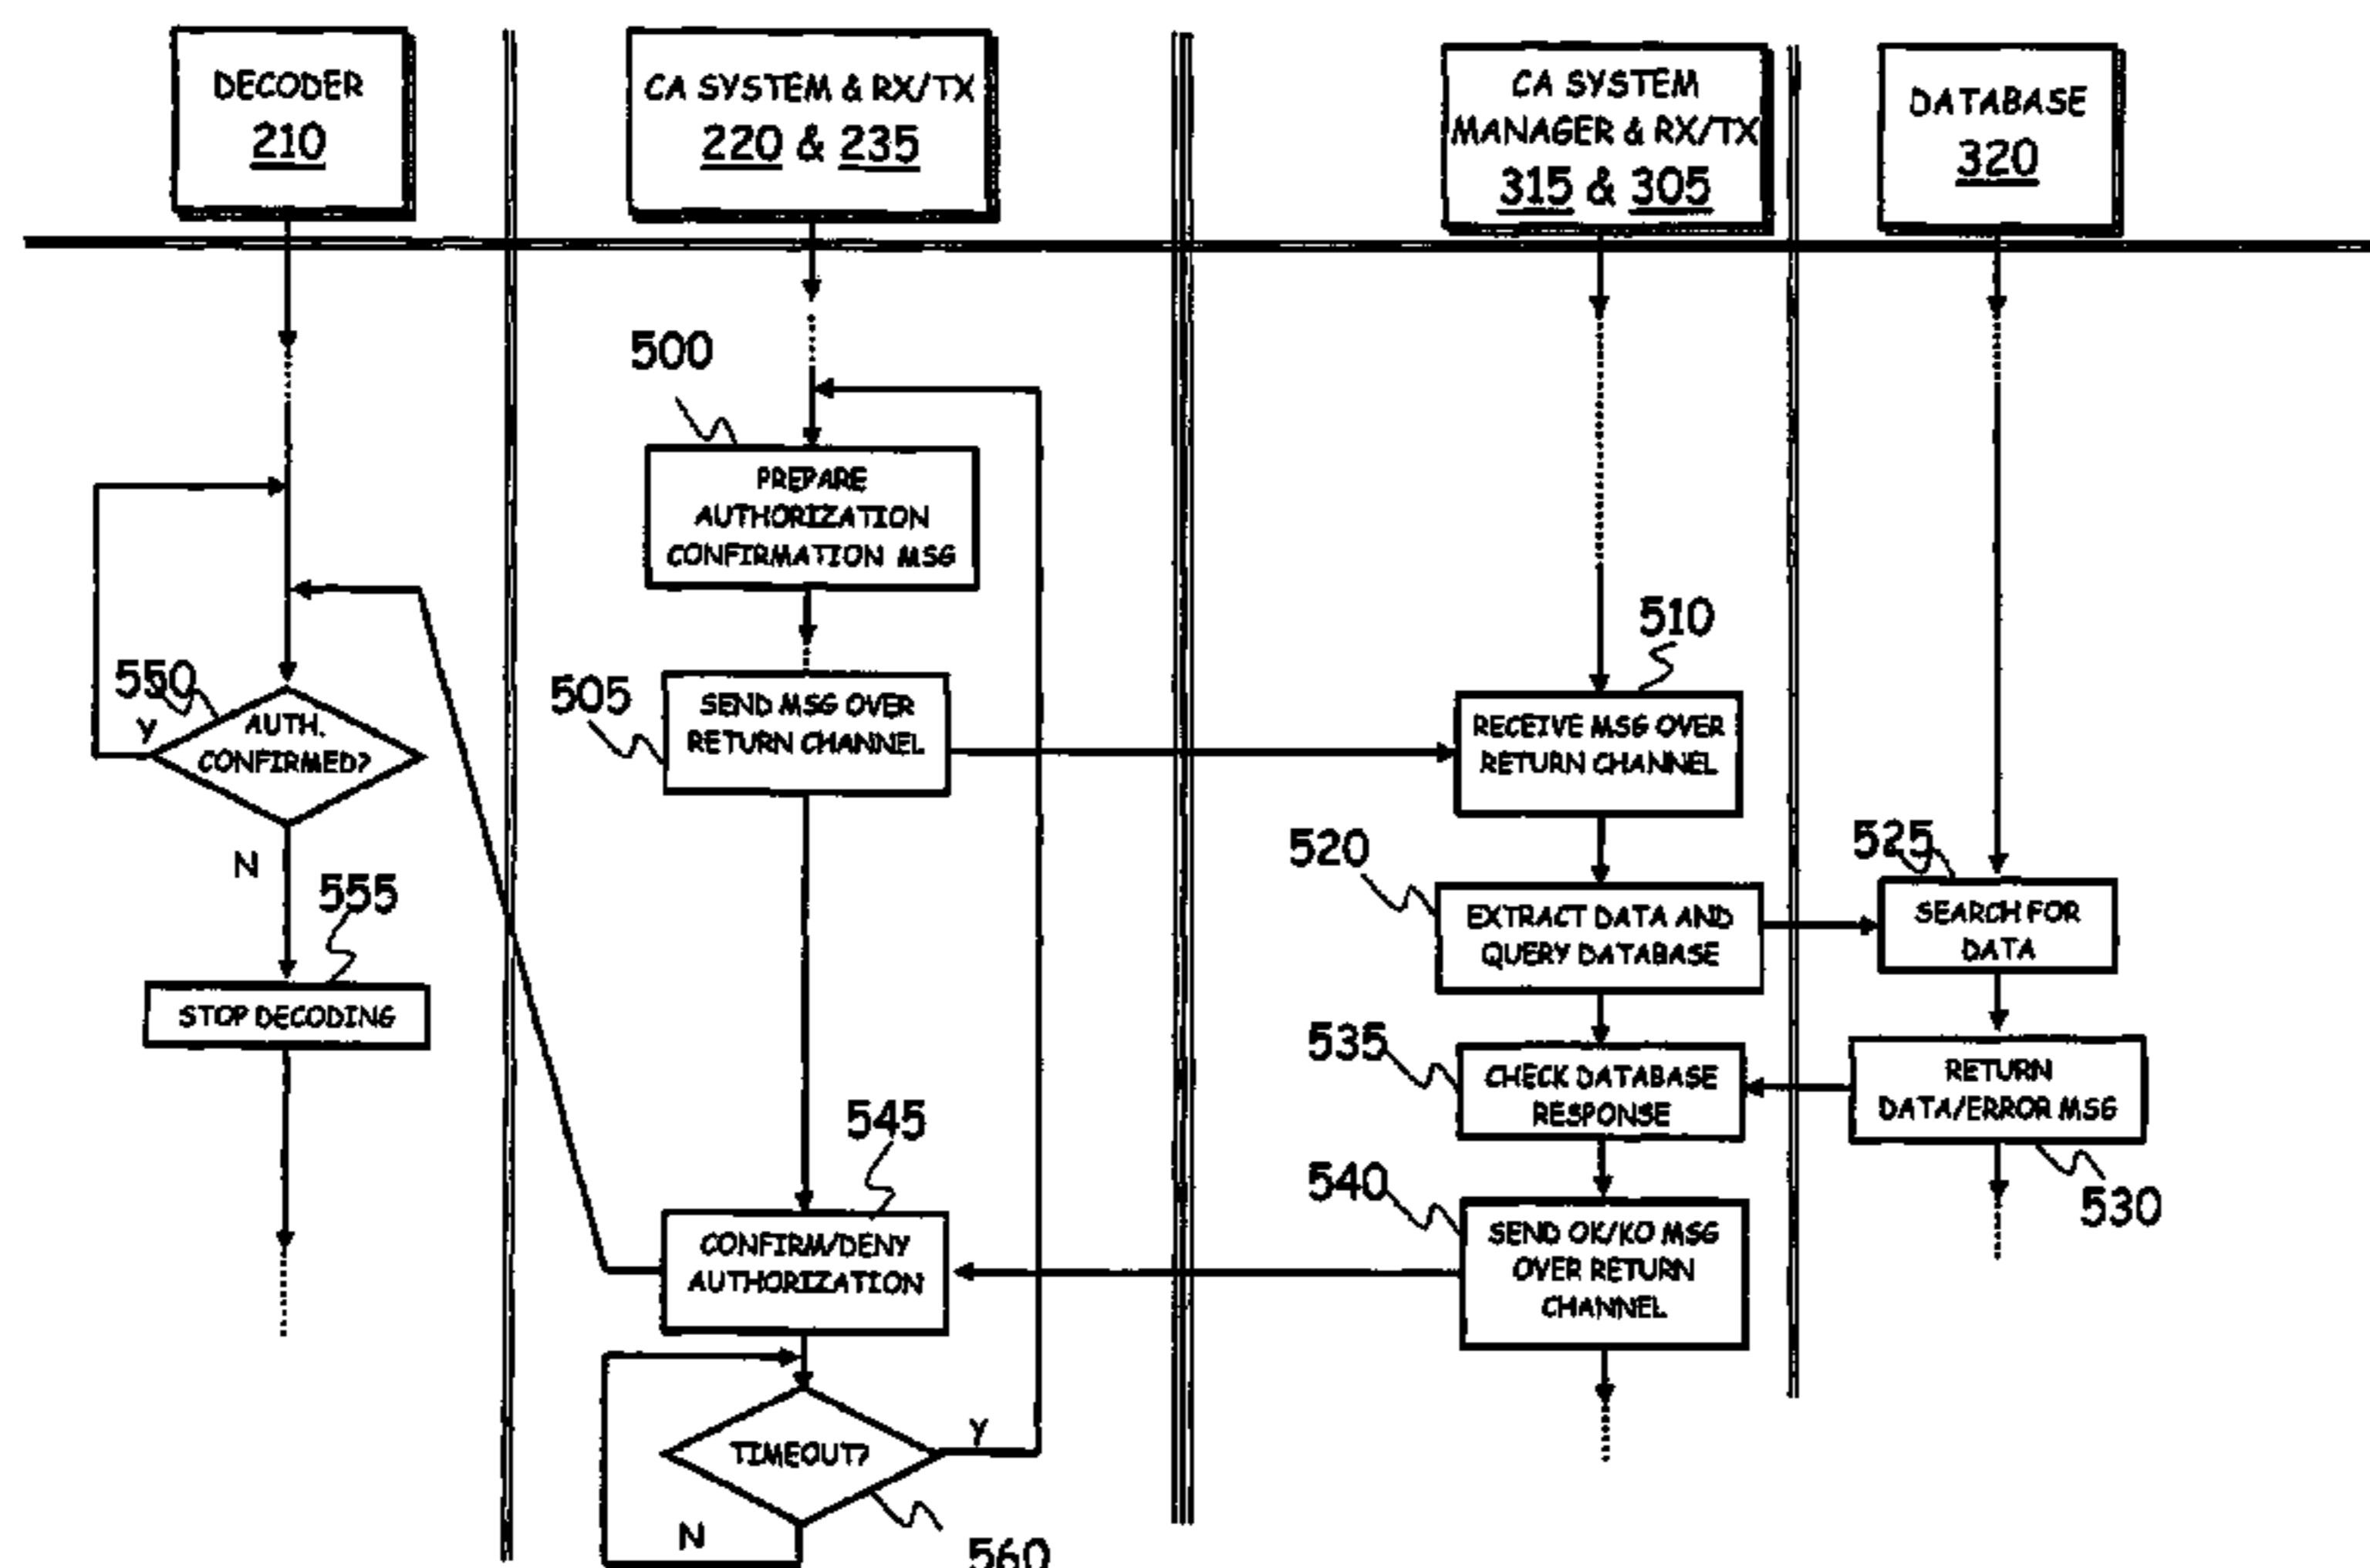 DECODER
210
CA SYSTEM & RX/TX
220 & 235
CA SYSTEM
MANAGER & RX/TX
315 & 305
DATABASE
320
500
PREPARE
AUTHORIZATION
CONFIRMATION MSG
505
SEND MSG OVER
RETURN CHANNEL
510
RECEIVE MSG OVER
RETURN CHANNEL
550
Y
AUTH.
CONFIRMED?
N
555
STOP DECODING
520
EXTRACT DATA AND
QUERY DATABASE
525
SEARCH FOR
DATA
535
CHECK DATABASE
RESPONSE
RETURN
DATA/ERROR MSG
530
540
SEND OK/KO MSG
OVER RETURN
CHANNEL
545
CONFIRM/DENY
AUTHORIZATION
TIMEOUT?
Y
N
560